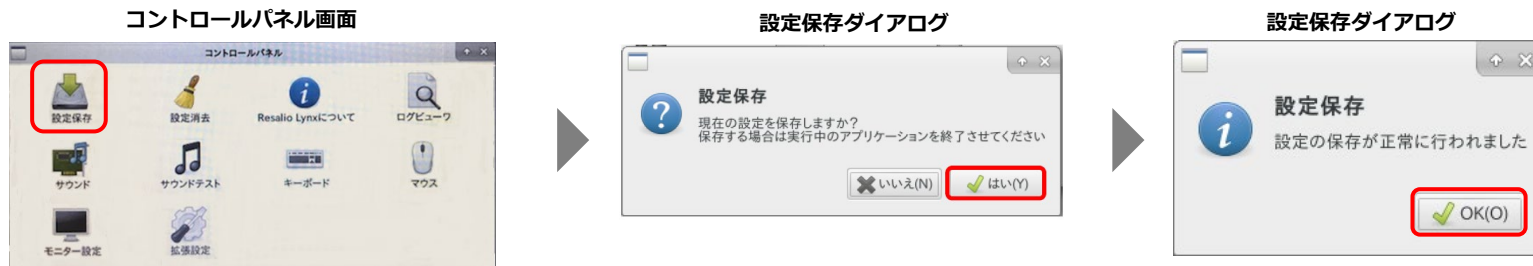 コントロールパネル画面
コントロールパネル
設定保存
設定消去
Resalio Lynxについて
ログビューワ
サウンド
サウンドテスト
キーボード
マウス
モニター設定
拡張設定
設定保存ダイアログ
設定保存
現在の設定を保存しますか？
保存する場合は実行中のアプリケーションを終了させてください
いいえ(N)
はい(Y)
設定保存ダイアログ
設定保存
設定の保存が正常に行われました
OK(O)